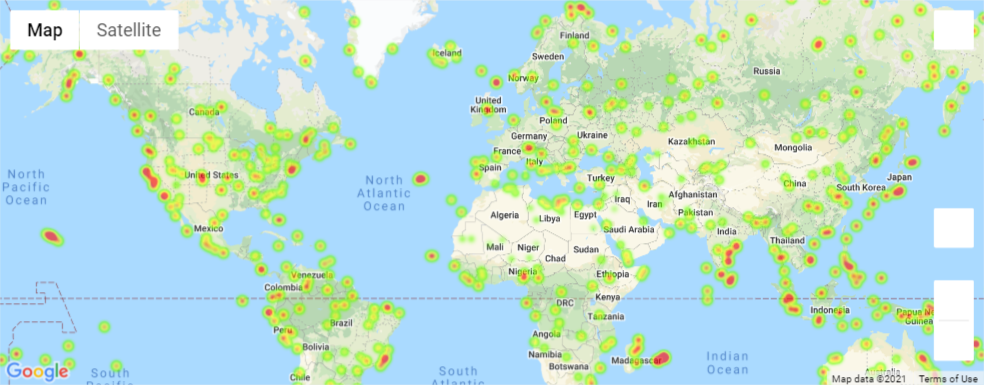 Map
Satellite
Finland
Iceland
Sweden
Russia
Norway
Canada
United
Kingdom
Poland
Germany
Ukraine
Kazakhstan
Mongolia
France
Italy
North
Pacific
Ocean
United States
North
Atlantic
Ocean
Spain
Turkey
China
Japan
South Korea
Afghanistan
Iraq
Iran
Pakistan
Algeria
Libya
Egypt
Saudi Arabia
Mexico
India
Thailand
Mali
Niger
Sudan
Chad
Nigeria
Ethiopia
Venezuela
Colombia
Kenya
DRC
Tanzania
Indonesia
Papua
Guinea
Peru
Brazil
Angola
Bolivia
Namibia
Botswana
Madagascar
Indian
Ocean
Chile
Google
South
South
Atlantic
Australia
Map data ©2021
Terms of Use